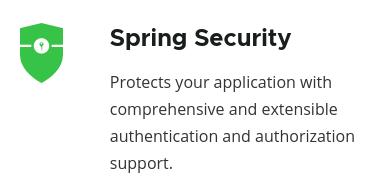 Spring Security
Protects your application with
comprehensive and extensible
authentication and authorization
support.